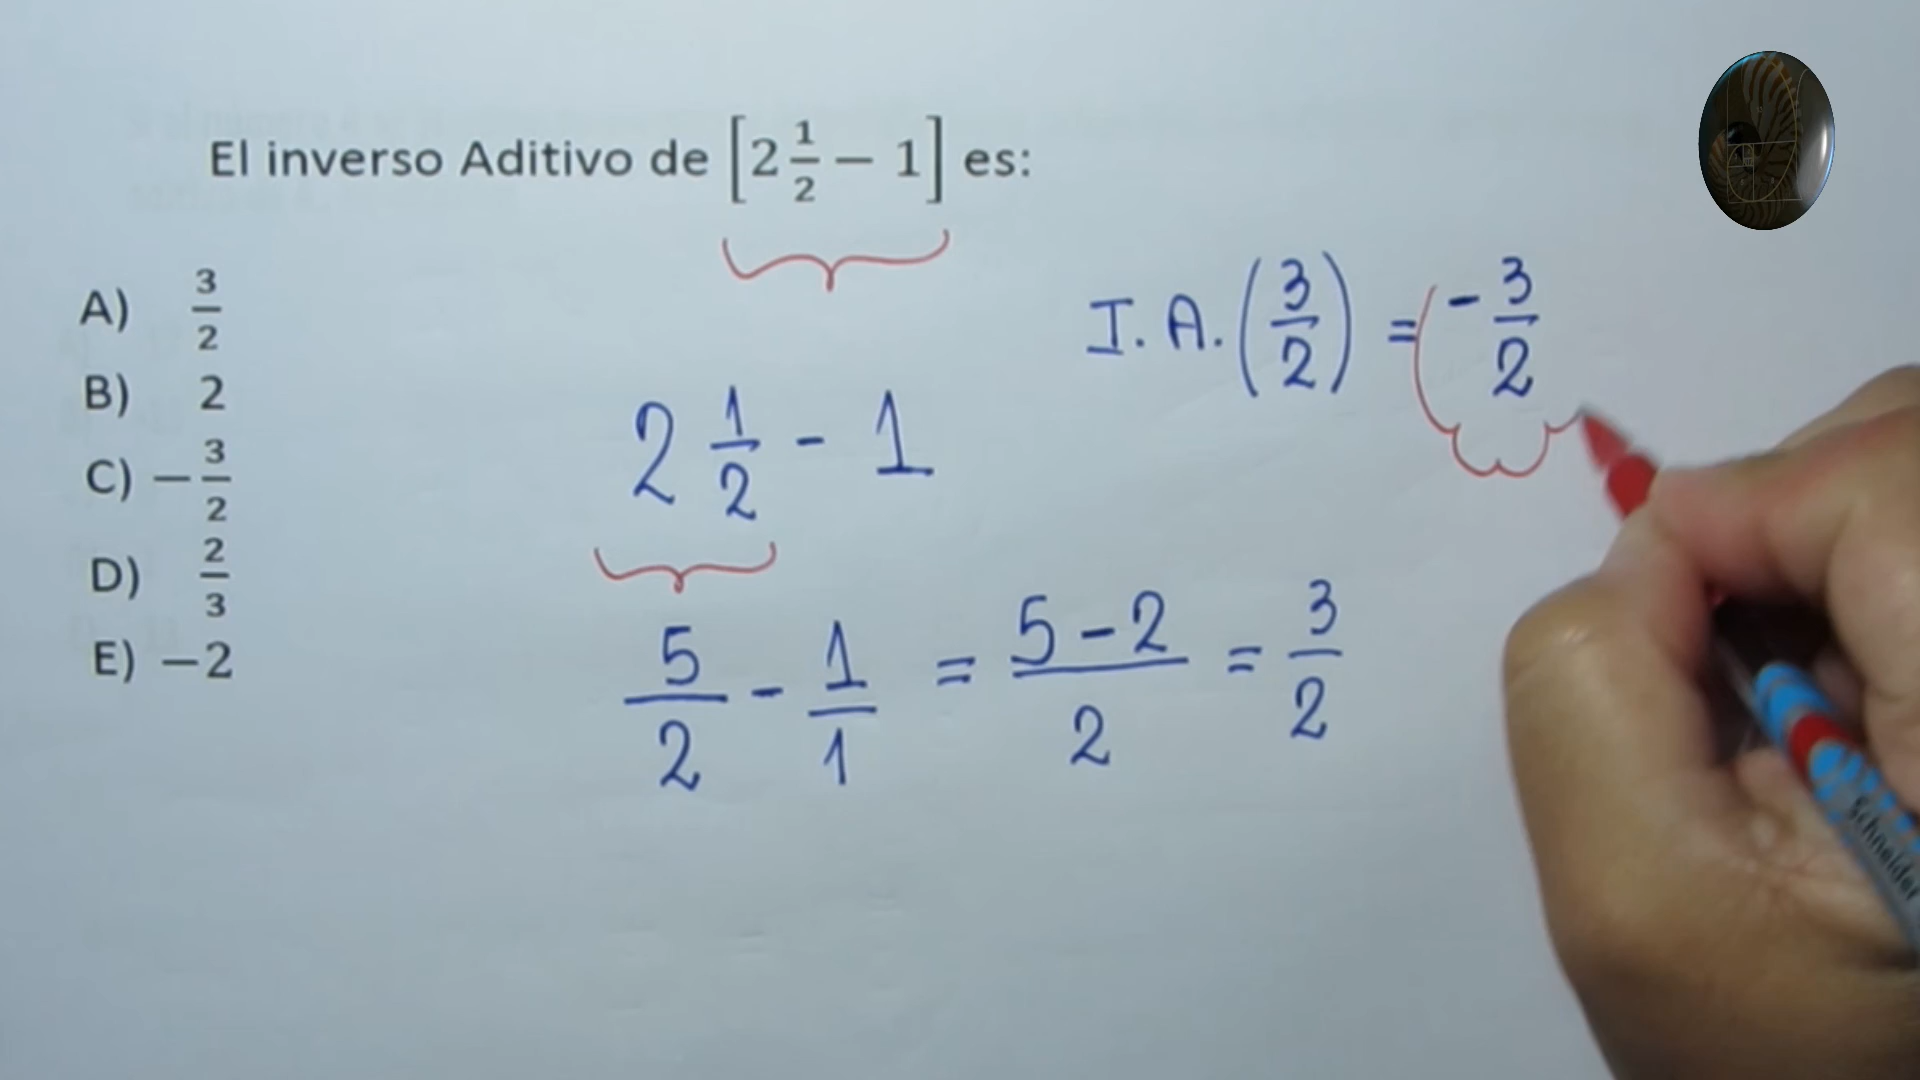 El inverso Aditivo de [2 1/2 − 1] es:
A) 3/2
B) 2
C) − 3/2
D) 2/3
E) −2
I.A. (3/2) = - 3/2
2 1/2 - 1
5/2 - 1/1 = 5-2/2 = 3/2
Schneider